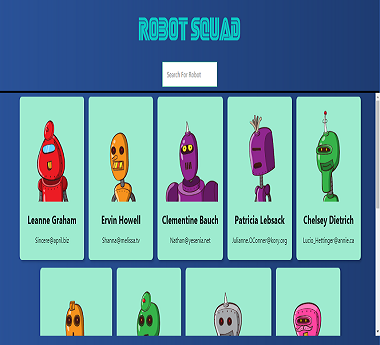 ROBOT SQUAD
Search For Robot
Leanne Graham
Ervin Howell
Clementine Bauch
Patricia Lebsack
Chelsey Dietrich
Sincere@april.biz
Shanna@melissa.tv
Nathan@yesenia.net
Julianne.OConner@kory.org
Lucio_Hettinger@annie.ca